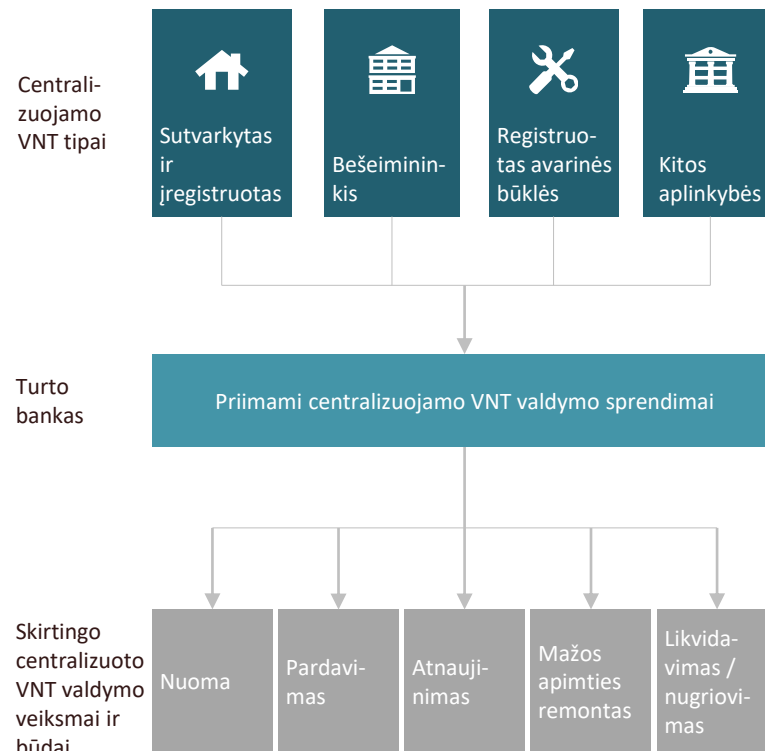 Centrali-
zuojamo
VNT tipai
Sutvarkytas
ir
įregistruotas
Bešeiminin-
kis
Registruo-
tas avarinės
būklės
Kitos
aplinkybės
Turto
bankas
Priimami centralizuojamo VNT valdymo sprendimai
Skirtingo
centralizuoto
VNT valdymo
veiksmai ir
būdai
Nuoma
Pardavi-
mas
Atnauji-
nimas
Mažos
apimties
remontas
Likvida-
vimas /
nugriovi-
mas